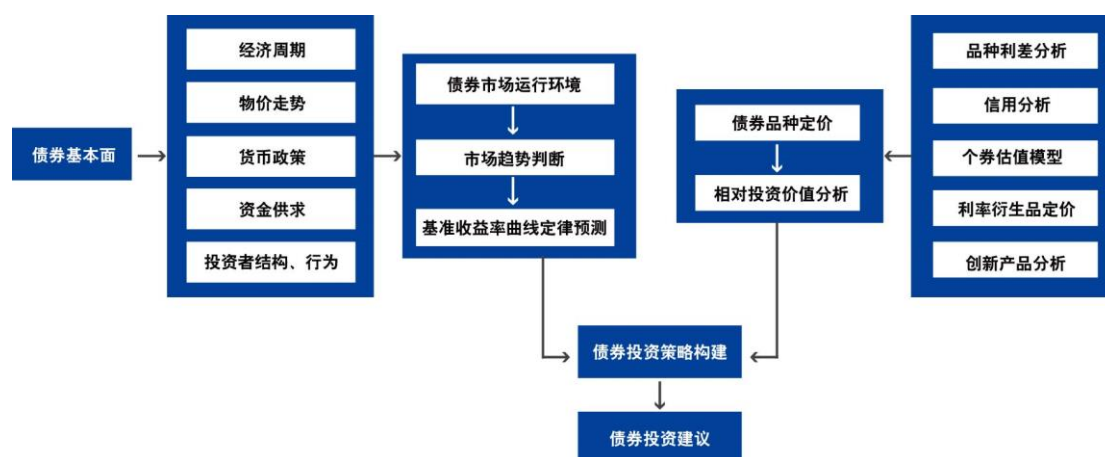 债券基本面
经济周期
物价走势
货币政策
资金供求
投资者结构、行为
债券市场运行环境
市场趋势判断
基准收益率曲线定律预测
债券品种定价
相对投资价值分析
品种利差分析
信用分析
个券估值模型
利率衍生品定价
创新产品分析
债券投资策略构建
债券投资建议